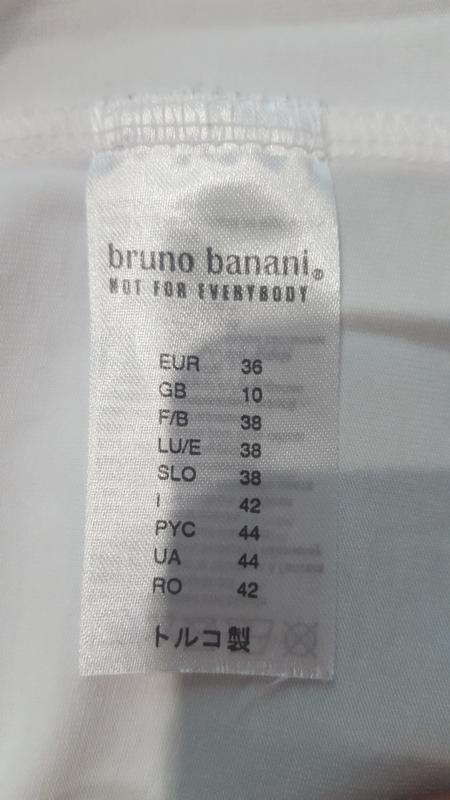 bruno banani®
NOT FOR EVERYBODY
EUR 36
GB 10
F/B 38
LU/E 38
SLO 38
I 42
PYC 44
UA 44
RO 42
トルコ製